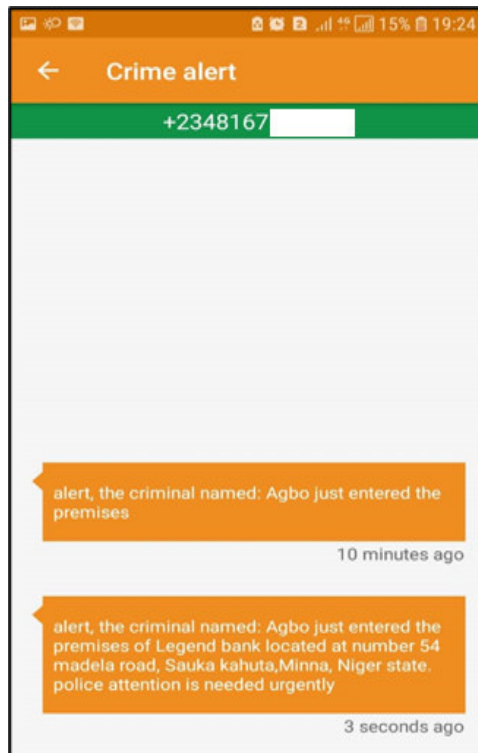 15% 19:24
Crime alert
+2348167
alert, the criminal named: Agbo just entered the
premises
10 minutes ago
alert, the criminal named: Agbo just entered the
premises of Legend bank located at number 54
madela road, Sauka kahuta,Minna, Niger state.
police attention is needed urgently
3 seconds ago